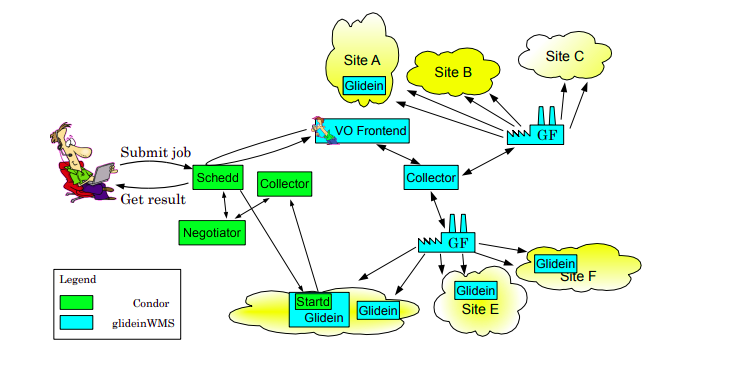 Site A
Glidein
Site B
Site C
VO Frontend
GF
Submit job
Get result
Schedd
Collector
Collector
Negotiator
GF
Glidein
Site F
Glidein
Site E
Startd
Glidein
Glidein
Legend
Condor
glideinWMS